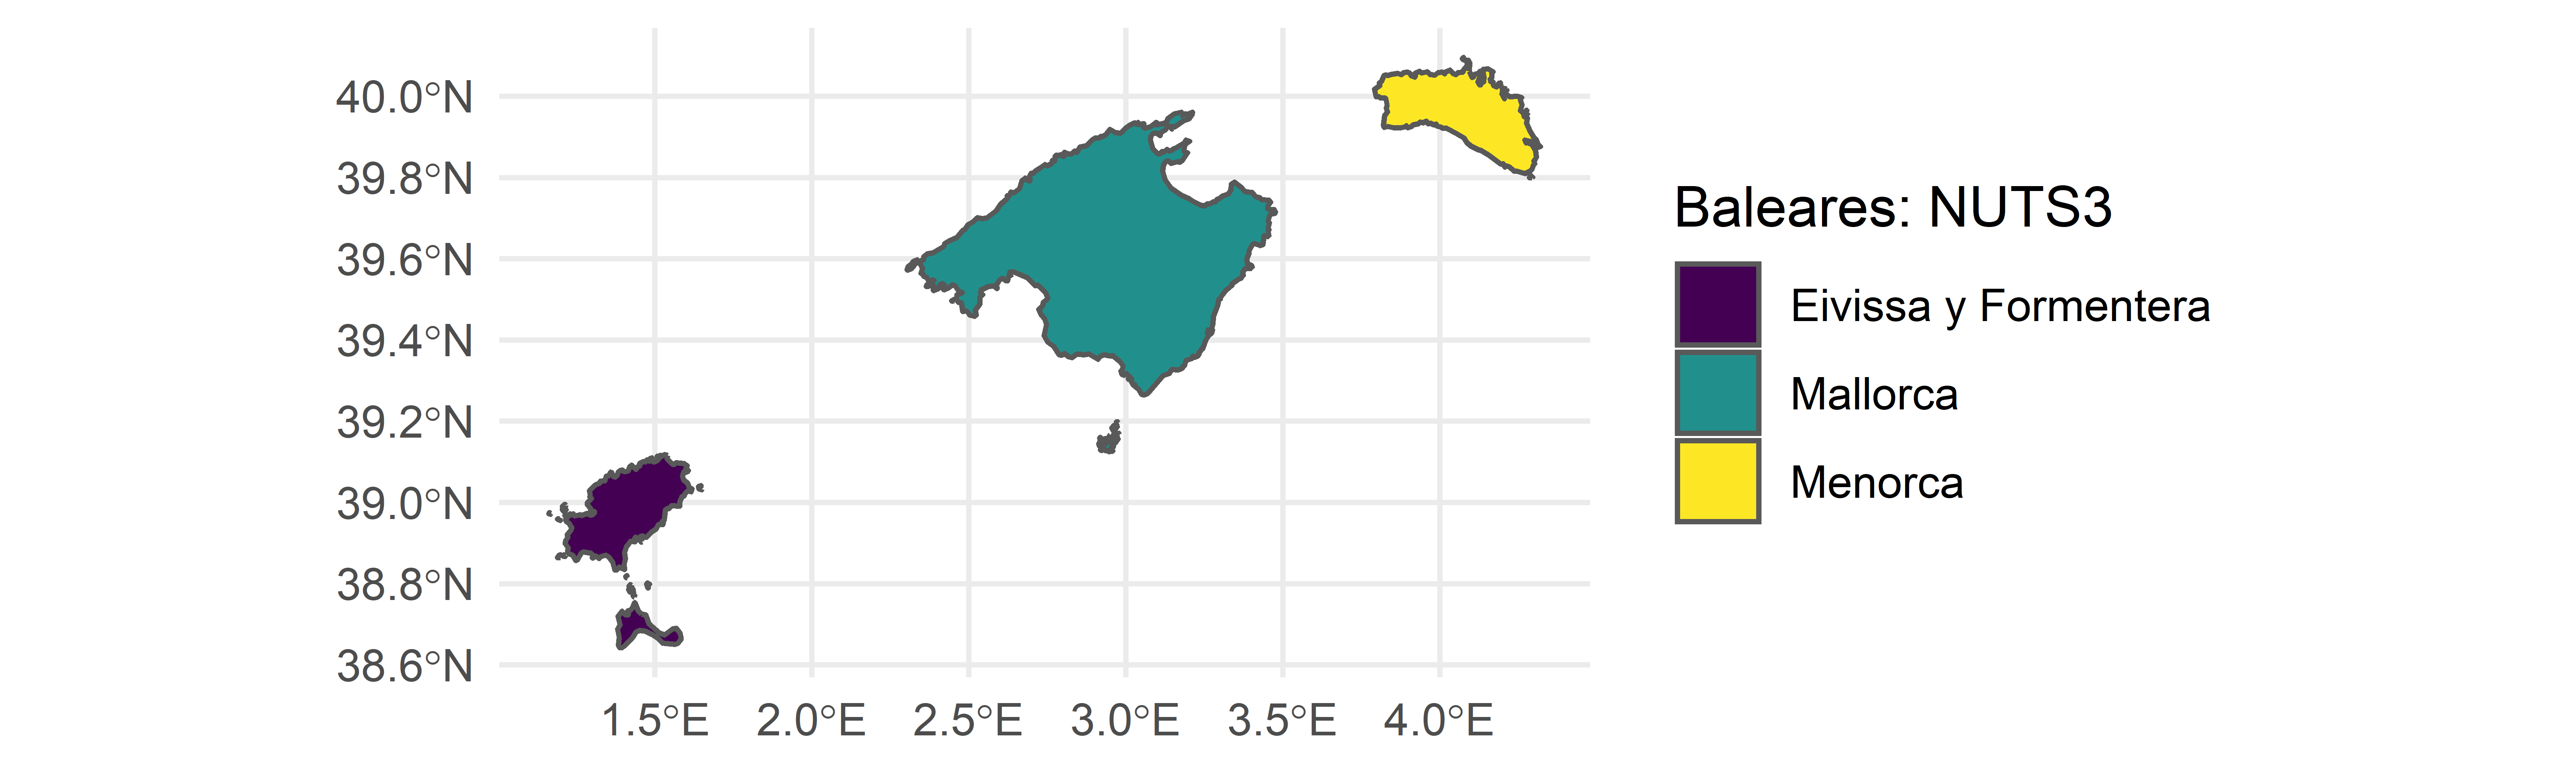 40.0°N
39.8°N
39.6°N
39.4°N
39.2°N
39.0°N
38.8°N
38.6°N
1.5°E 2.0°E 2.5°E 3.0°E 3.5°E 4.0°E
Baleares: NUTS3
Eivissa y Formentera
Mallorca
Menorca